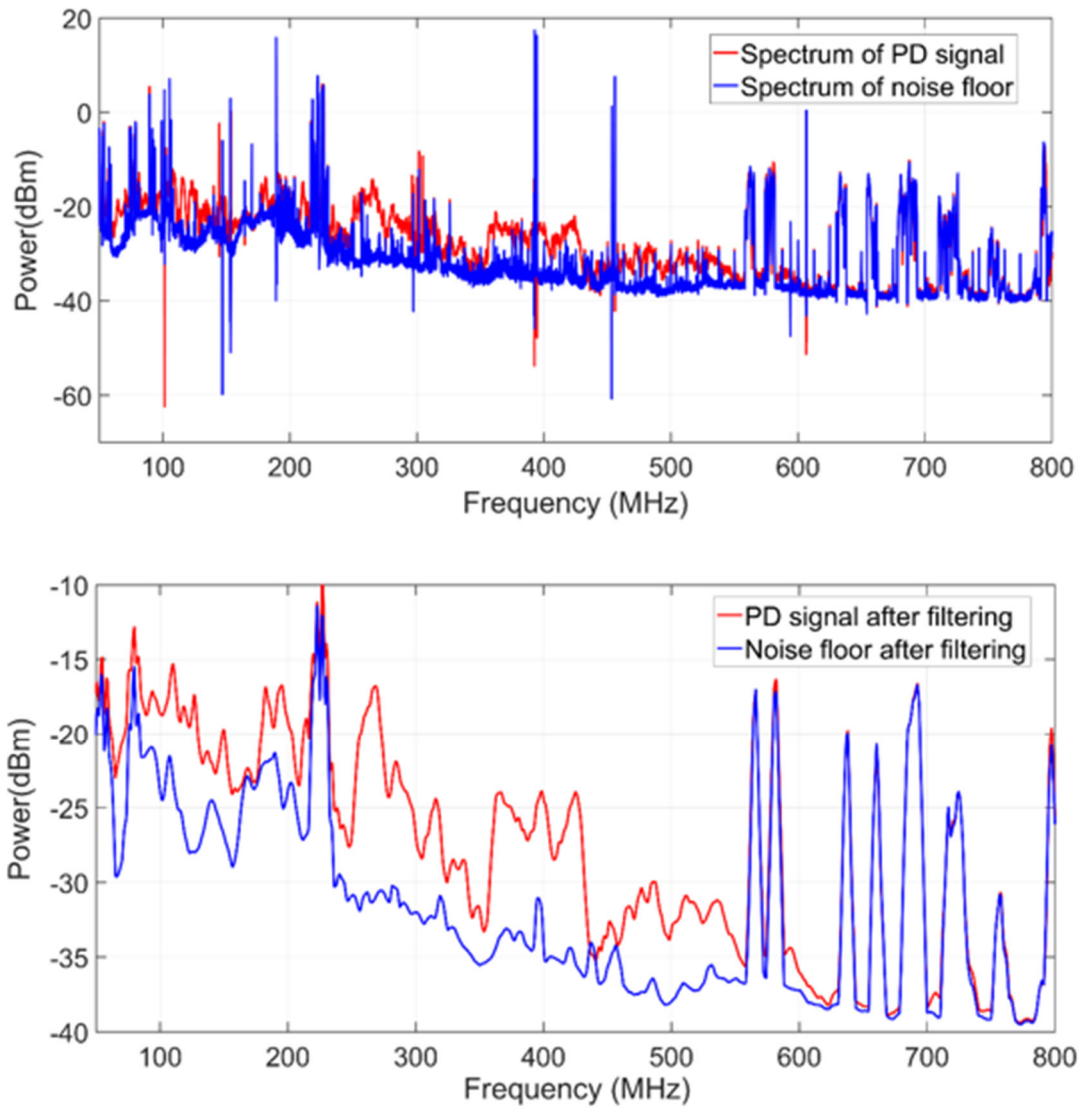 20
0
-20
-40
-60
Power(dBm)
Spectrum of PD signal
Spectrum of noise floor
100 200 300 400 500 600 700 800
Frequency (MHz)
-10
-15
-20
-25
-30
-35
-40
Power(dBm)
PD signal after filtering
Noise floor after filtering
100 200 300 400 500 600 700 800
Frequency (MHz)